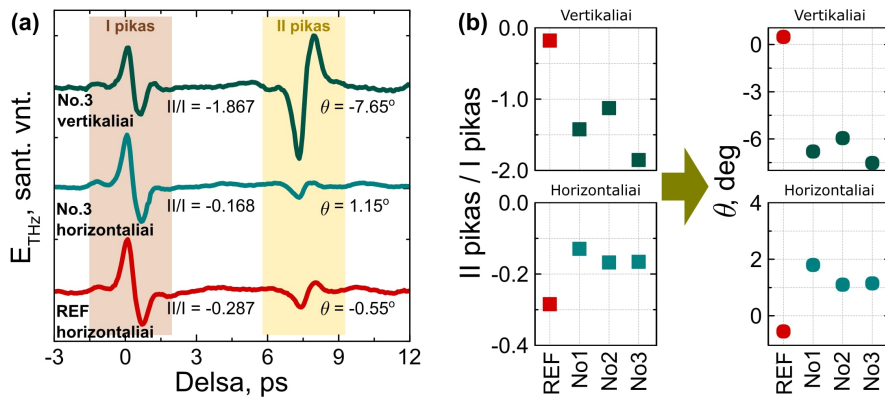 (a)
I pikas
II pikas
No.3
vertikaliai
II/I = -1.867
θ = -7.65°
No.3
horizontaliai
II/I = -0.168
θ = 1.15°
REF
horizontaliai
II/I = -0.287
θ = -0.55°
E_THz, sant. vnt.
-3 0 3 6 9 12
Delsa, ps
(b)
Vertikaliai
0.0
-1.0
-2.0
Horizontaliai
0.0
-0.2
-0.4
II pikas / I pikas
REF No1 No2 No3
Vertikaliai
0
-3
-6
Horizontaliai
4
2
0
θ, deg
REF No1 No2 No3